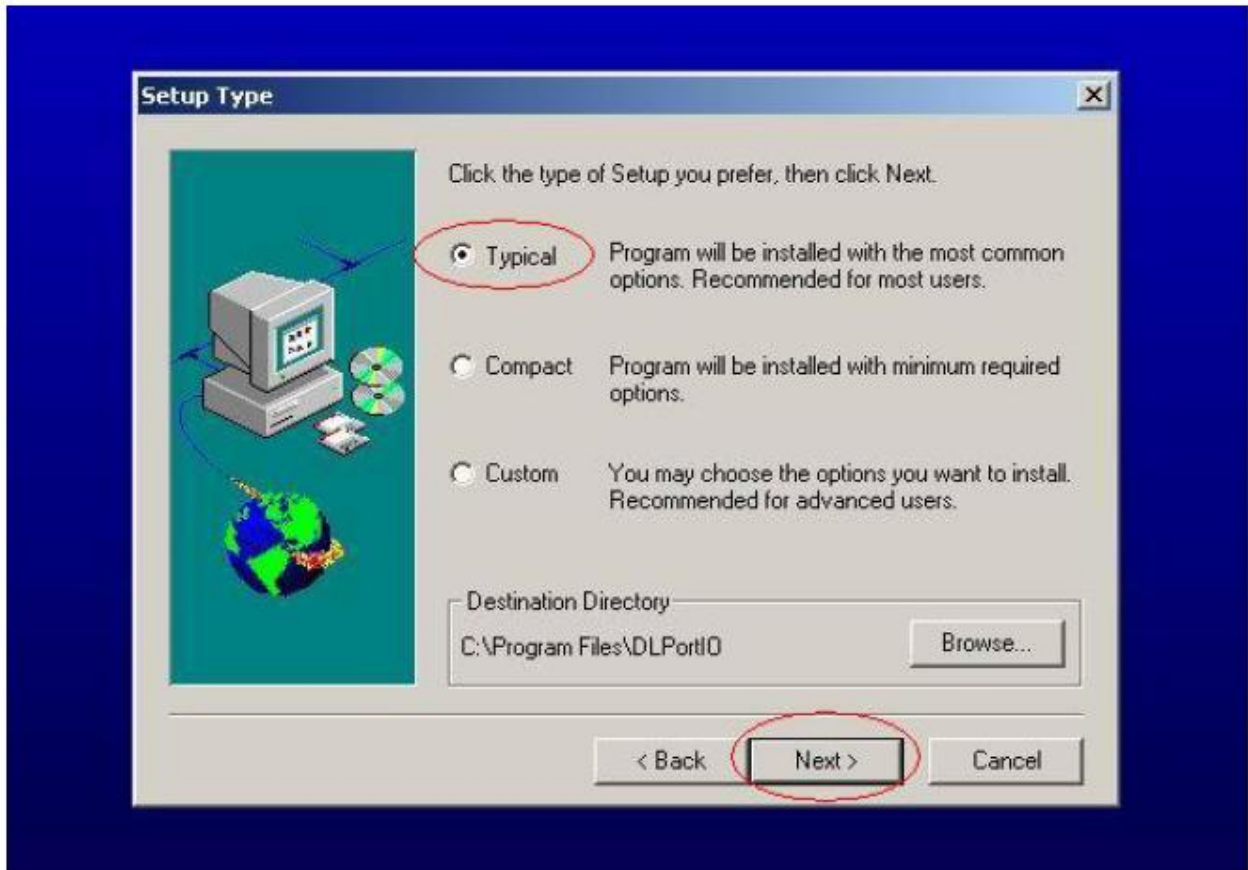 Setup Type
Click the type of Setup you prefer, then click Next.
Typical
Program will be installed with the most common
options. Recommended for most users.
Compact
Program will be installed with minimum required
options.
Custom
You may choose the options you want to install.
Recommended for advanced users.
Destination Directory
C:\Program Files\DLPortIO
Browse...
< Back
Next >
Cancel